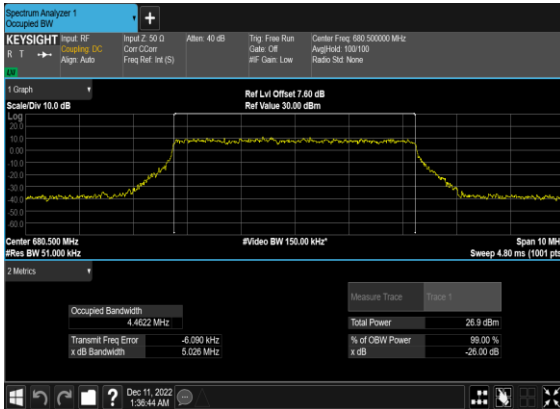 Spectrum Analyzer 1
Occupied BW
+
KEYSIGHT
R T
LW
Input: RF
Coupling: DC
Align: Auto
Input Z: 50 Ω
Corr CCorr
Freq Ref: Int (S)
Atten: 40 dB
Trig: Free Run
Gate: Off
#IF Gain: Low
Center Freq: 680.500000 MHz
Avg|Hold: 100/100
Radio Std: None
1 Graph
Scale/Div 10.0 dB
Ref Lvl Offset 7.60 dB
Ref Value 30.00 dBm
Log
20.0
10.0
0.00
-10.0
-20.0
-30.0
-40.0
-50.0
-60.0
Center 680.500 MHz
#Res BW 51.000 kHz
#Video BW 150.00 kHz*
Span 10 MH
Sweep 4.80 ms (1001 pts
2 Metrics
Measure Trace
Trace 1
Occupied Bandwidth
4.4622 MHz
Total Power
26.9 dBm
Transmit Freq Error
-6.090 kHz
% of OBW Power
99.00 %
x dB Bandwidth
5.026 MHz
x dB
-26.00 dB
?
Dec 11, 2022
1:36:44 AM